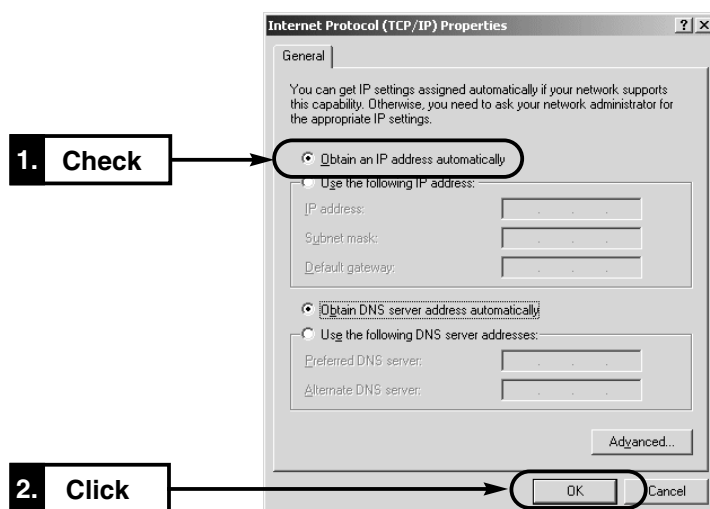 Internet Protocol (TCP/IP) Properties
General
You can get IP settings assigned automatically if your network supports
this capability. Otherwise, you need to ask your network administrator for
the appropriate IP settings.
1. Check
Obtain an IP address automatically
Use the following IP address:
IP address:
Subnet mask:
Default gateway:
Obtain DNS server address automatically
Use the following DNS server addresses:
Preferred DNS server:
Alternate DNS server:
Advanced...
2. Click
OK
Cancel